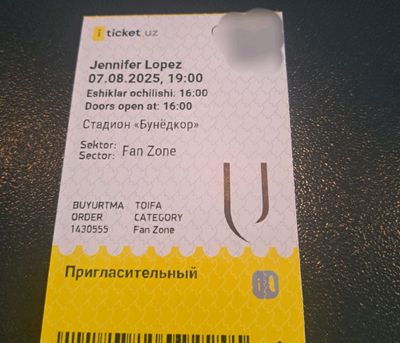 i ticket.uz
Jennifer Lopez
07.08.2025, 19:00
Eshiklar ochilishi: 16:00
Doors open at: 16:00
Стадион «Бунёдкор»
Sektor:
Sector: Fan Zone
BUYURTMA TOIFA
ORDER CATEGORY
1430555 Fan Zone
Пригласительный